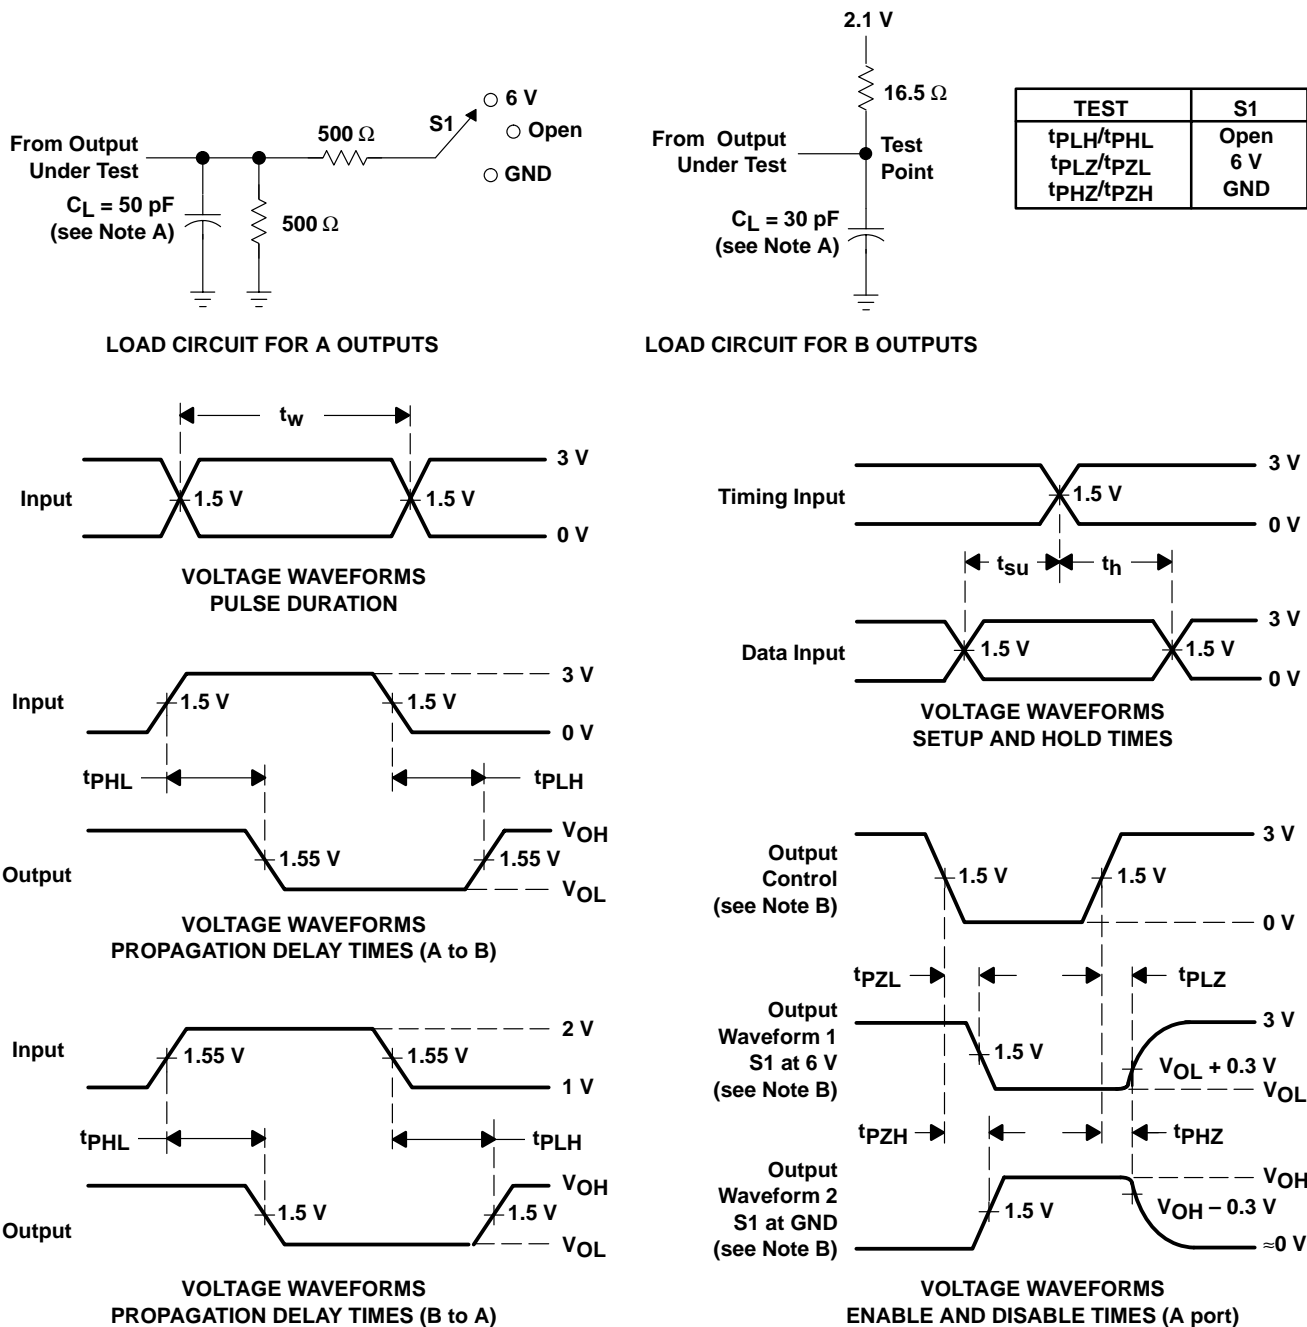 2.1 V
16.5 Ω
From Output
Under Test
Test
Point
CL = 30 pF
(see Note A)
LOAD CIRCUIT FOR B OUTPUTS
6 V
S1
Open
500 Ω
GND
From Output
Under Test
CL = 50 pF
(see Note A)
500 Ω
LOAD CIRCUIT FOR A OUTPUTS
TEST S1
tPLH/tPHL Open
tPLZ/tPZL 6 V
tPHZ/tPZH GND
tw
3 V
Input
1.5 V
1.5 V
0 V
VOLTAGE WAVEFORMS
PULSE DURATION
3 V
Timing Input
1.5 V
0 V
tsu
th
3 V
Data Input
1.5 V
1.5 V
0 V
VOLTAGE WAVEFORMS
SETUP AND HOLD TIMES
3 V
Input
1.5 V
1.5 V
0 V
tPHL
tPLH
VOH
Output
1.55 V
1.55 V
VOL
VOLTAGE WAVEFORMS
PROPAGATION DELAY TIMES (A to B)
2 V
Input
1.55 V
1.55 V
1 V
tPHL
tPLH
VOH
Output
1.5 V
1.5 V
VOL
VOLTAGE WAVEFORMS
PROPAGATION DELAY TIMES (B to A)
3 V
Output
Control
(see Note B)
1.5 V
1.5 V
0 V
tPZL
tPLZ
Output
Waveform 1
S1 at 6 V
(see Note B)
3 V
1.5 V
VOL + 0.3 V
VOL
tPZH
tPHZ
Output
Waveform 2
S1 at GND
(see Note B)
VOH
1.5 V
VOH – 0.3 V
≈0 V
VOLTAGE WAVEFORMS
ENABLE AND DISABLE TIMES (A port)